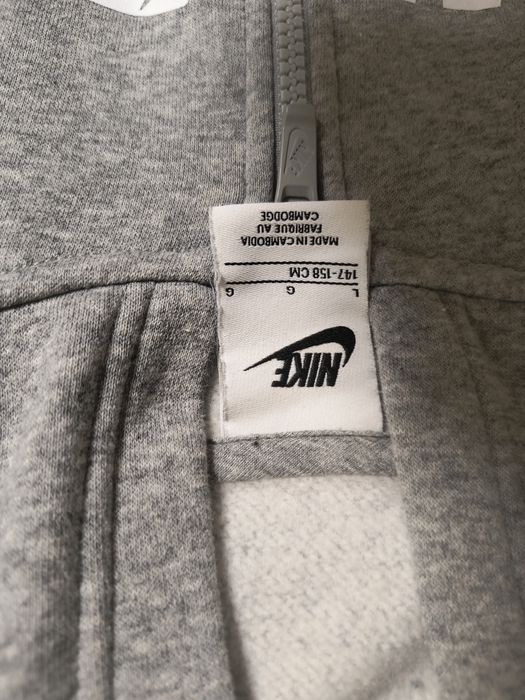 NIKE
L G G
147-158 CM
MADE IN CAMBODIA
FABRIQUE AU
CAMBODGE